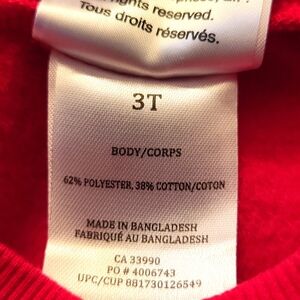 rights reserved.
Tous droits réservés.
3T
BODY/CORPS
62% POLYESTER, 38% COTTON/COTON
MADE IN BANGLADESH
FABRIQUÉ AU BANGLADESH
CA 33990
PO # 4006743
UPC/CUP 881730126549